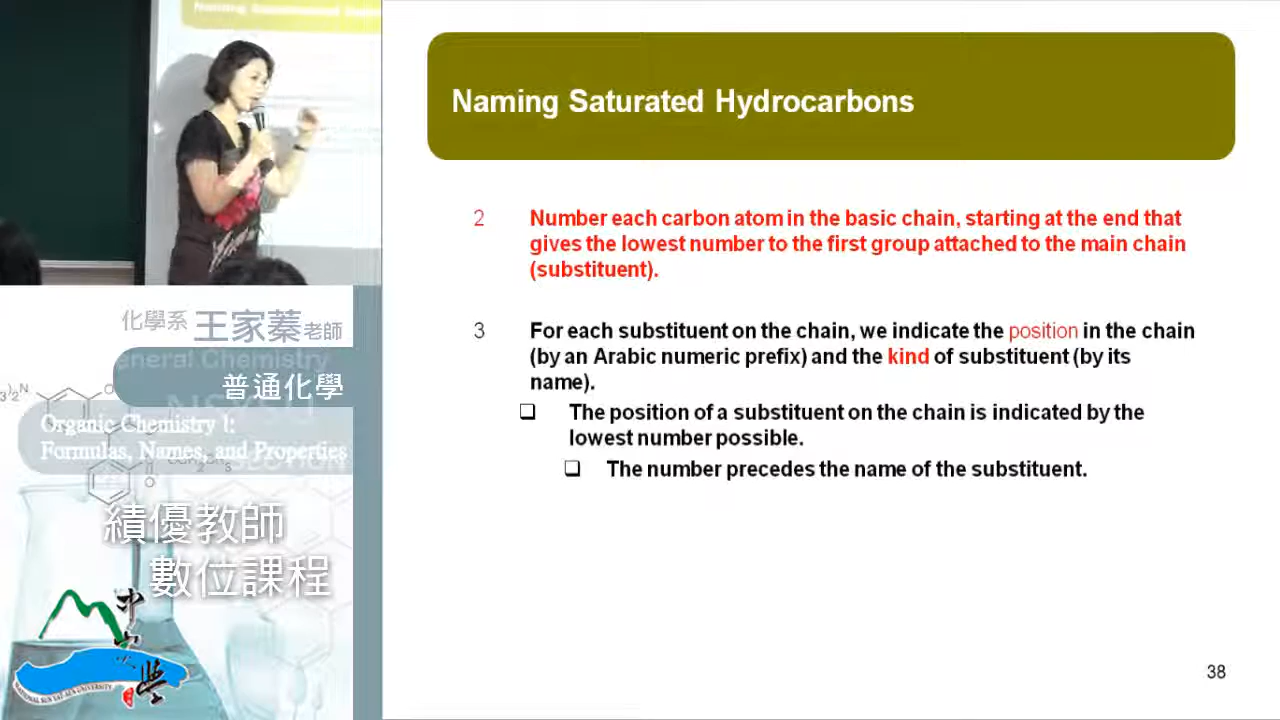 Naming Saturated Hydrocarbons
2 Number each carbon atom in the basic chain, starting at the end that
gives the lowest number to the first group attached to the main chain
(substituent).
3 For each substituent on the chain, we indicate the position in the chain
(by an Arabic numeric prefix) and the kind of substituent (by its
name).
❑ The position of a substituent on the chain is indicated by the
lowest number possible.
❑ The number precedes the name of the substituent.
38
化學系 王家蓁老師
General Chemistry
普通化學
Organic Chemistry I:
Formulas, Names, and Properties
績優教師
數位課程
NATIONAL SUN YAT-SEN UNIVERSITY